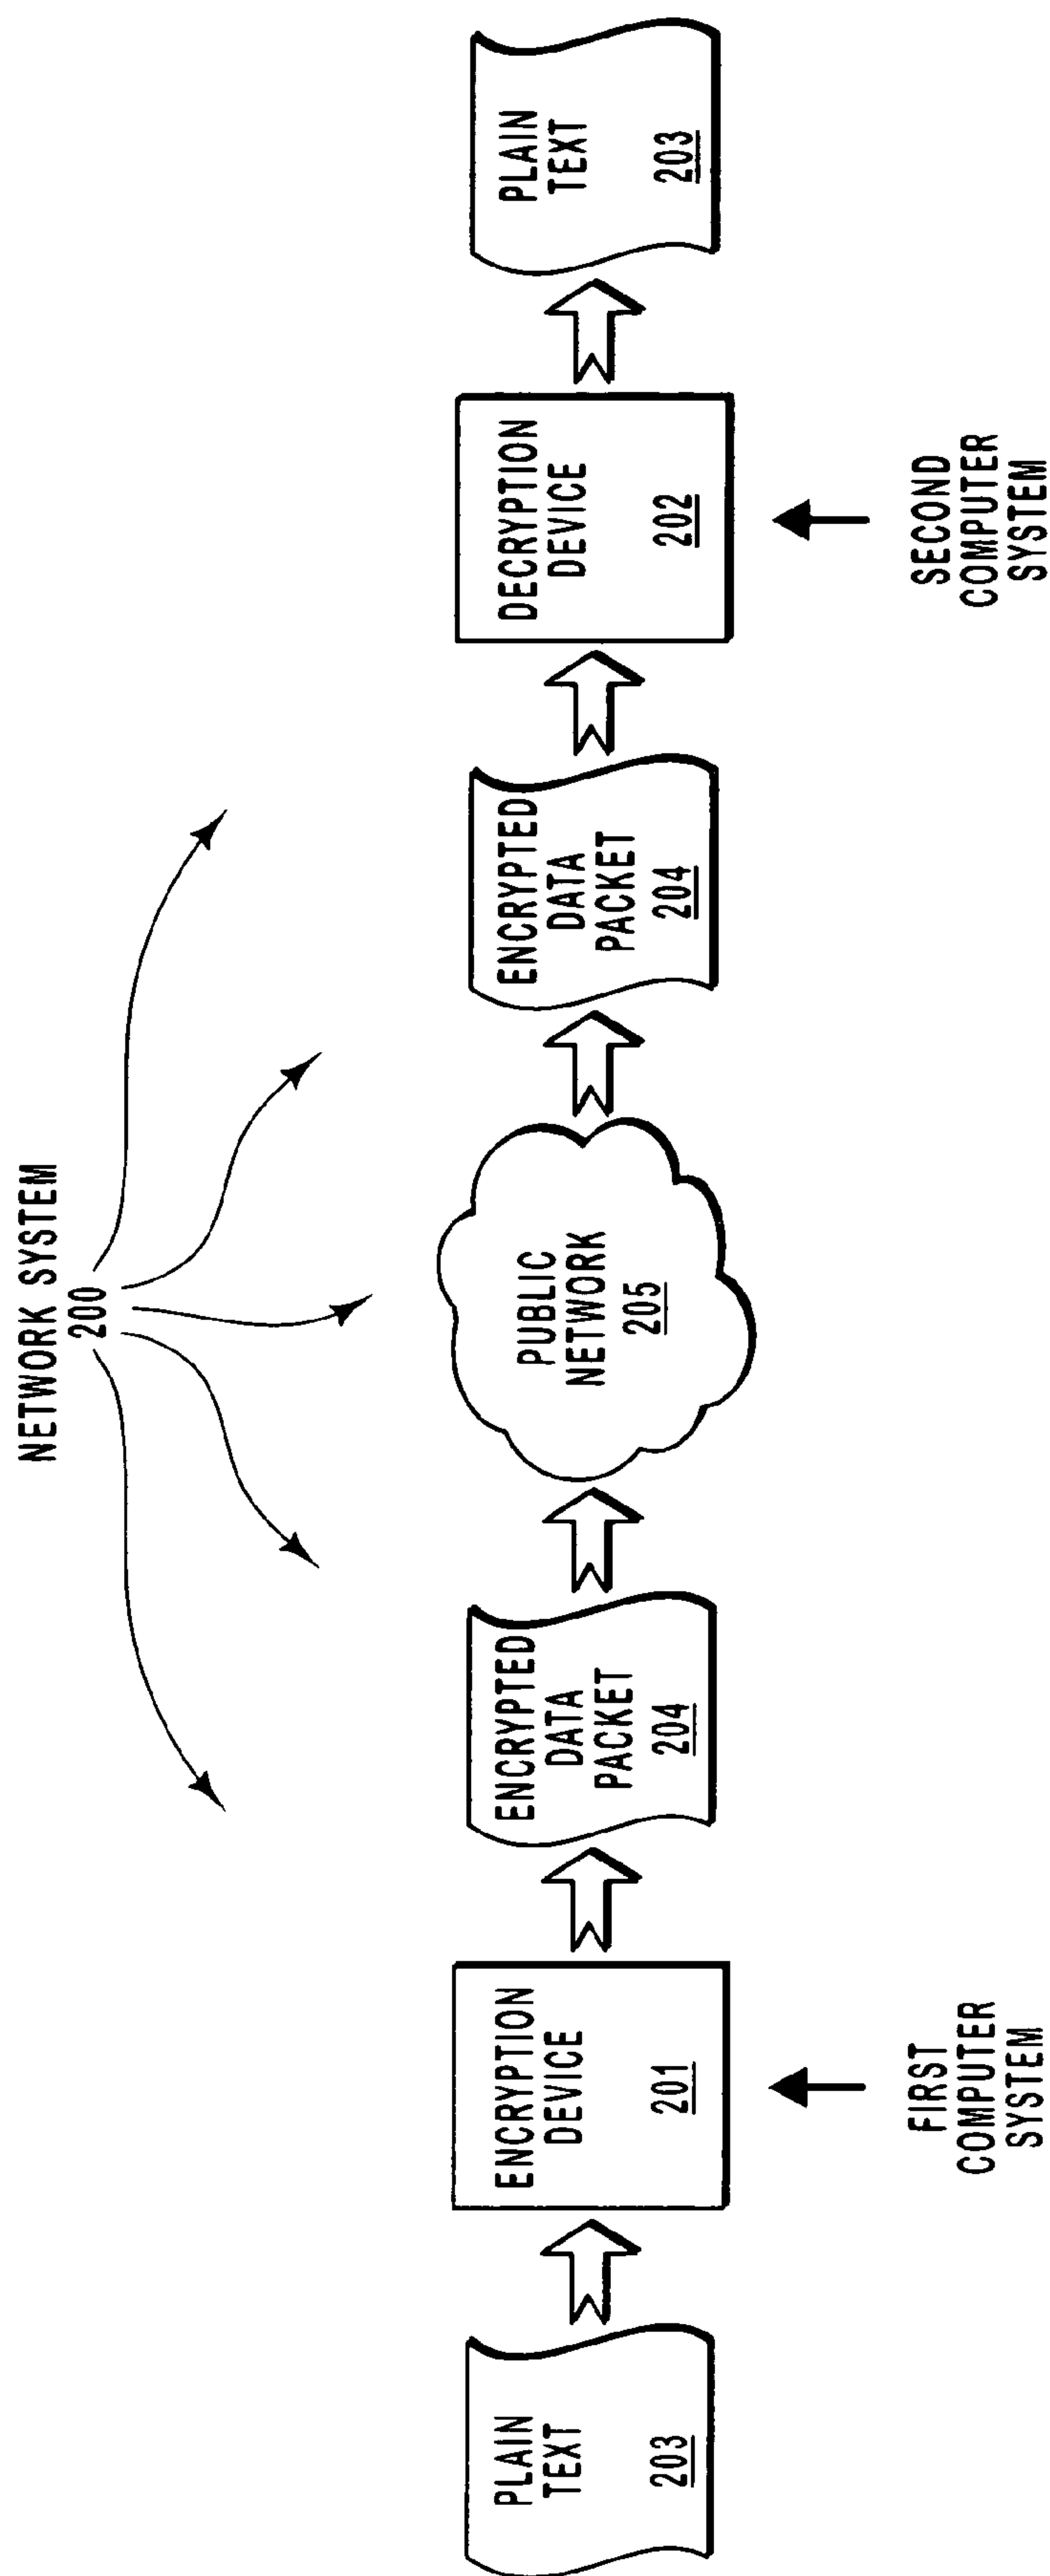 NETWORK SYSTEM
200
PLAIN
TEXT
203
ENCRYPTION
DEVICE
201
ENCRYPTED
DATA
PACKET
204
PUBLIC
NETWORK
205
ENCRYPTED
DATA
PACKET
204
DECRYPTION
DEVICE
202
PLAIN
TEXT
203
FIRST
COMPUTER
SYSTEM
SECOND
COMPUTER
SYSTEM